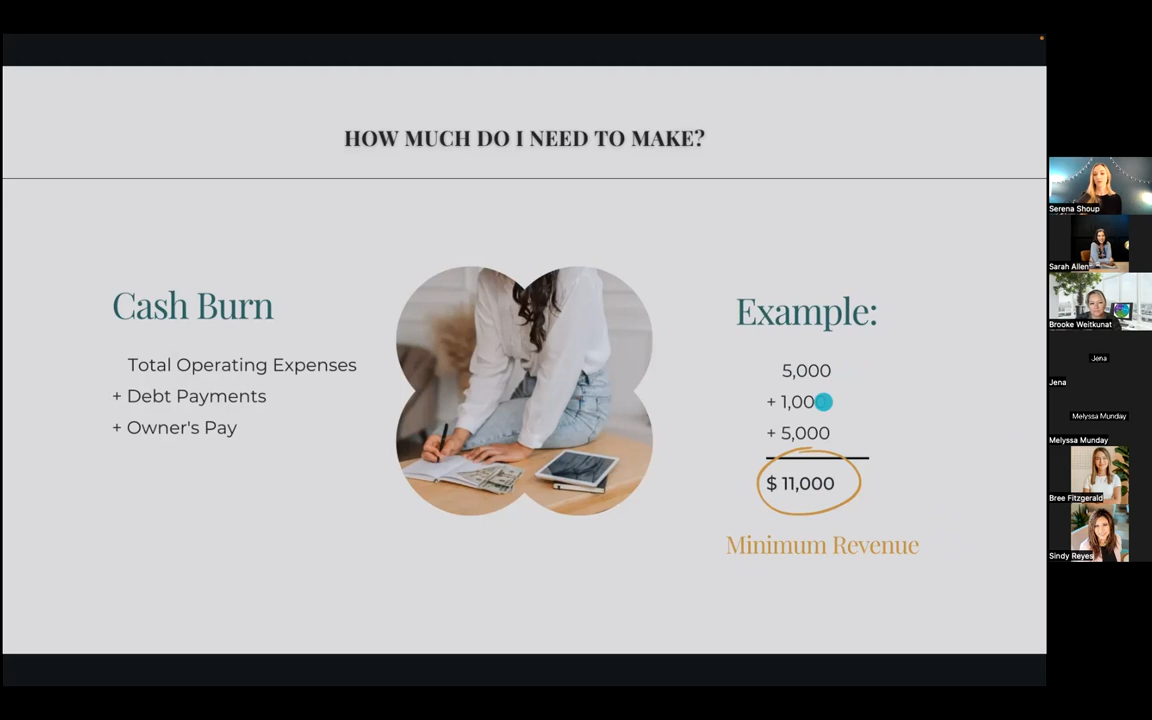 HOW MUCH DO I NEED TO MAKE?
Cash Burn
Total Operating Expenses
+ Debt Payments
+ Owner's Pay
Example:
5,000
+ 1,00
+ 5,000
$ 11,000
Minimum Revenue
Serena Shoup
Sarah Allen
Brooke Weitkunat
Jena
Jena
Melyssa Munday
Melyssa Munday
Bree Fitzgerald
Sindy Reyes